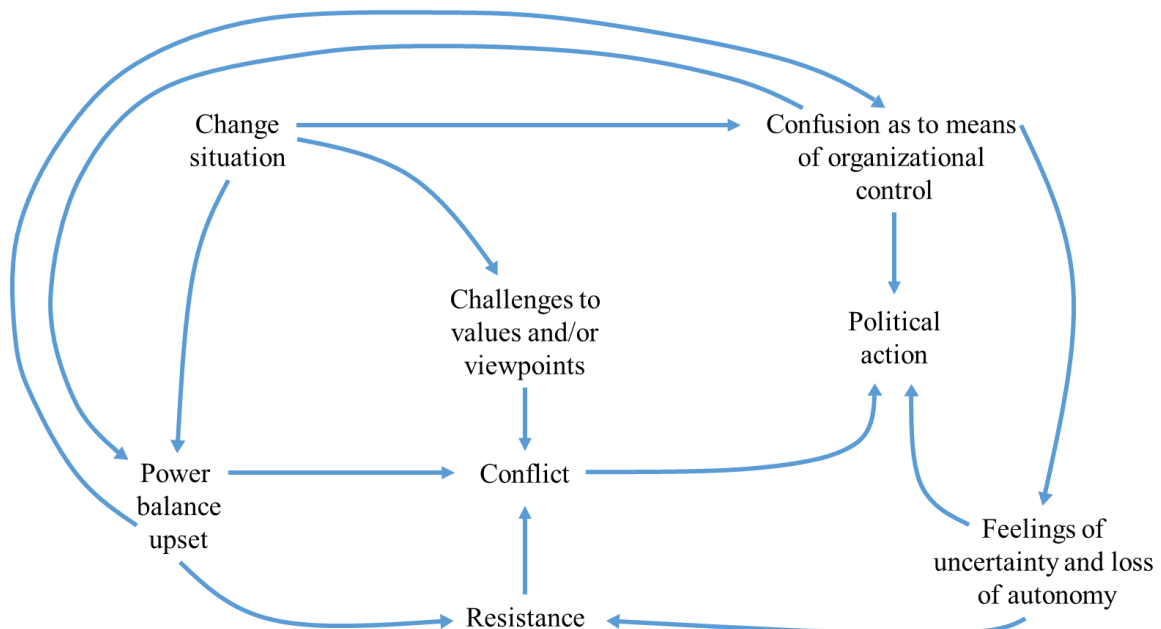 Change
situation
Confusion as to means
of organizational
control
Challenges to
values and/or
viewpoints
Political
action
Power
balance
upset
Conflict
Feelings of
uncertainty and loss
of autonomy
Resistance